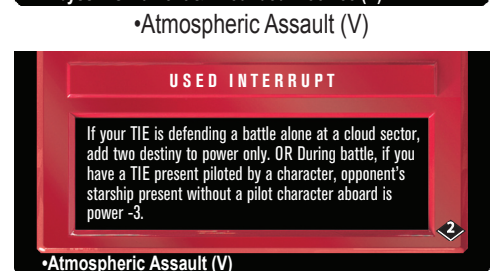 •Atmospheric Assault (V)
USED INTERRUPT
If your TIE is defending a battle alone at a cloud sector,
add two destiny to power only. OR During battle, if you
have a TIE present piloted by a character, opponent's
starship present without a pilot character aboard is
power -3.
2
•Atmospheric Assault (V)